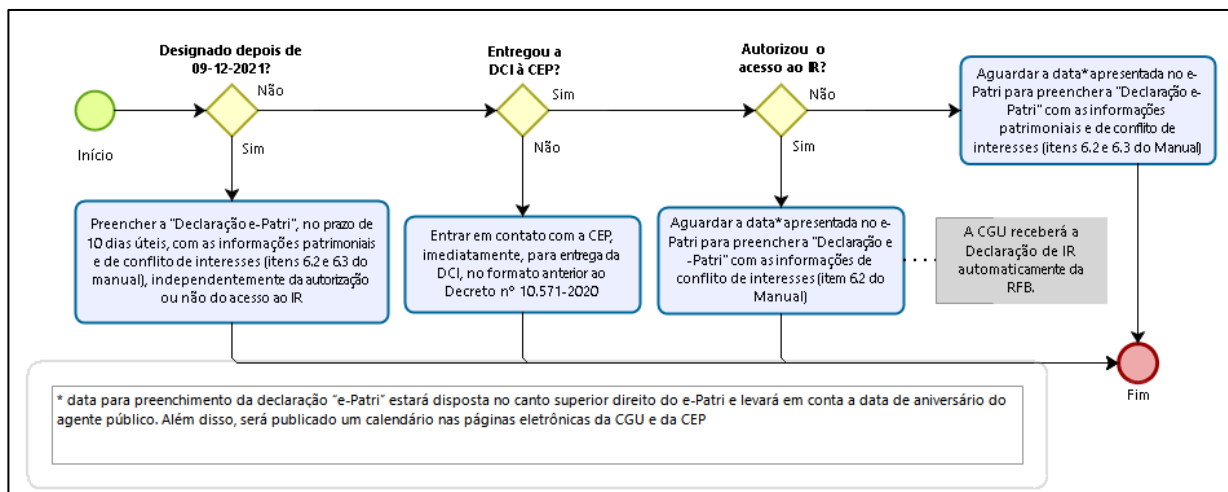 Designado depois de
09-12-2021?
Não
Sim
Início
Entregou a
DCI à CEP?
Sim
Não
Autorizou o
acesso ao IR?
Não
Sim
Aguardar a data* apresentada no e-
Patri para preencher a "Declaração e-
Patri" com as informações
patrimoniais e de conflito de
interesses (itens 6.2 e 6.3 do Manual)
Preencher a "Declaração e-Patri", no prazo de
10 dias úteis, com as informações patrimoniais
e de conflito de interesses (itens 6.2 e 6.3 do
manual), independentemente da autorização
ou não do acesso ao IR
Entrar em contato com a CEP,
imediatamente, para entrega da
DCI, no formato anterior ao
Decreto nº 10.571-2020
Aguardar a data* apresentada no e-
Patri para preencher a "Declaração e
-Patri" com as informações de
conflito de interesses (item 6.2 do
Manual)
A CGU receberá a
Declaração de IR
automaticamente da
RFB.
Fim
* data para preenchimento da declaração "e-Patri" estará disposta no canto superior direito do e-Patri e levará em conta a data de aniversário do
agente público. Além disso, será publicado um calendário nas páginas eletrônicas da CGU e da CEP